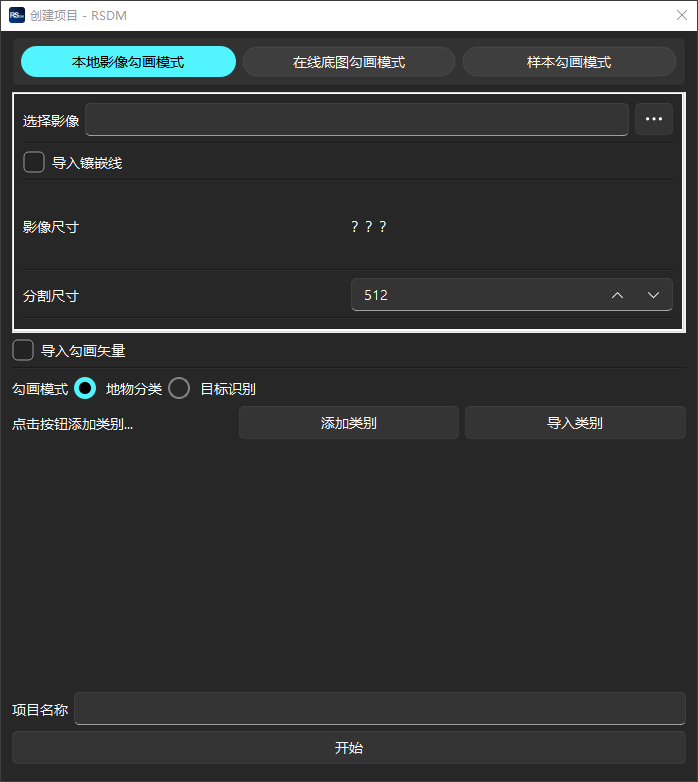 创建项目 - RSDM
本地影像勾画模式 在线底图勾画模式 样本勾画模式
选择影像 ...
导入镶嵌线
影像尺寸 ？？？
分割尺寸 512
导入勾画矢量
勾画模式 地物分类 目标识别
点击按钮添加类别... 添加类别 导入类别
项目名称
开始